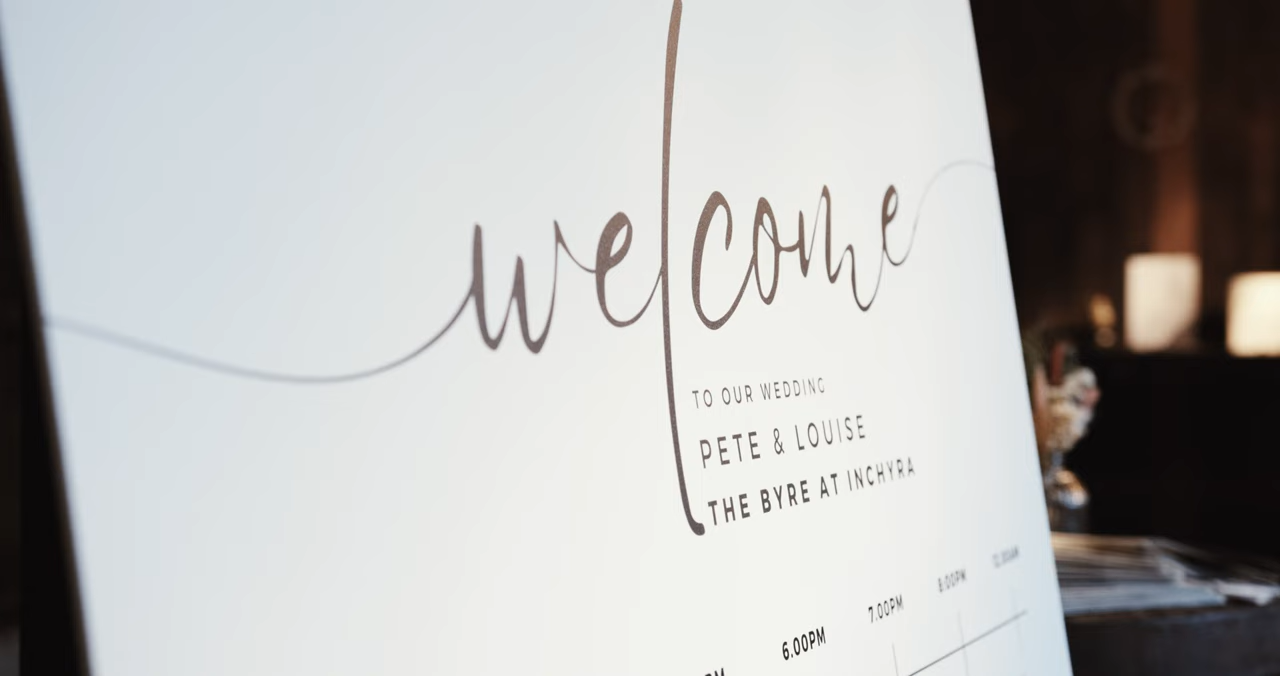 welcome
TO OUR WEDDING
PETE & LOUISE
THE BYRE AT INCHYRA
6.00PM 7.00PM 8:00PM